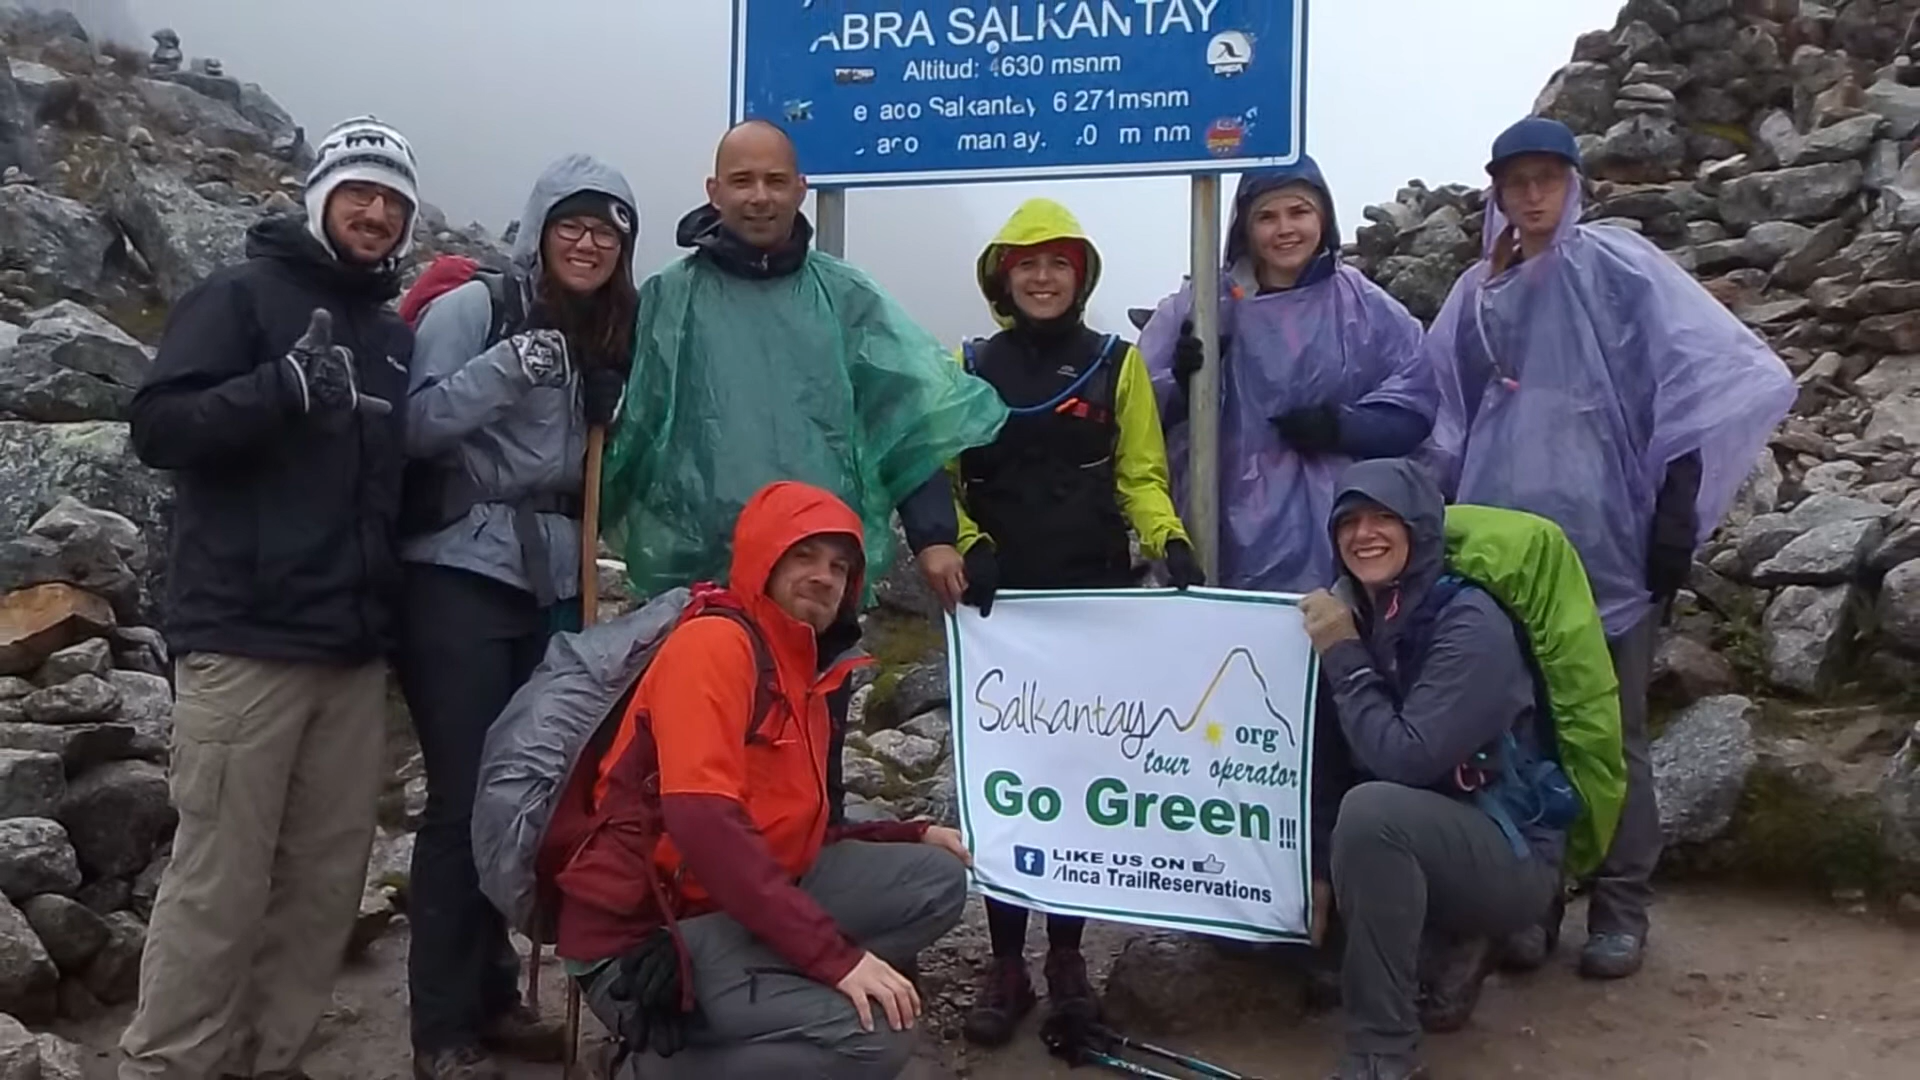 ABRA SALKANTAY
Altitud: 4630 msnm
Salkantay 6 271msnm
Salkantay
org
tour operator
Go Green!!!
f LIKE US ON
/Inca TrailReservations